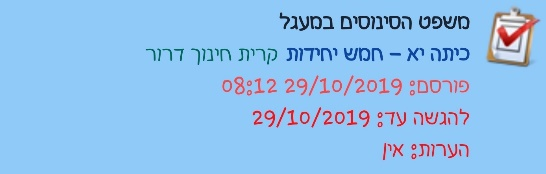 משפט הסינוסים במעגל
כיתה יא – חמש יחידות קרית חינוך דרור
פורסם: 29/10/2019 08:12
להגשה עד: 29/10/2019
הערות: אין